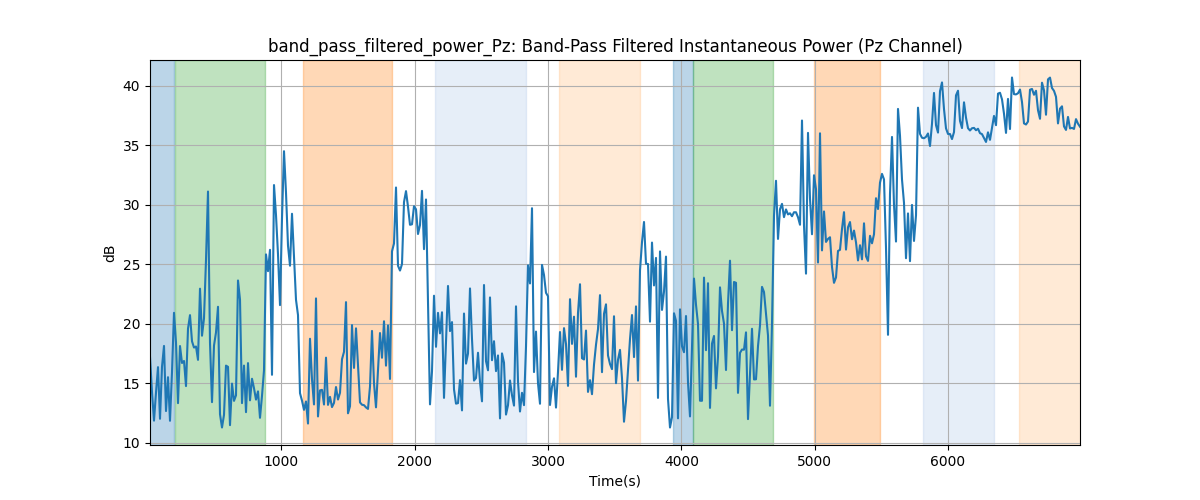 band_pass_filtered_power_Pz: Band-Pass Filtered Instantaneous Power (Pz Channel)
40
35
30
25
20
15
10
dB
1000 2000 3000 4000 5000 6000
Time(s)